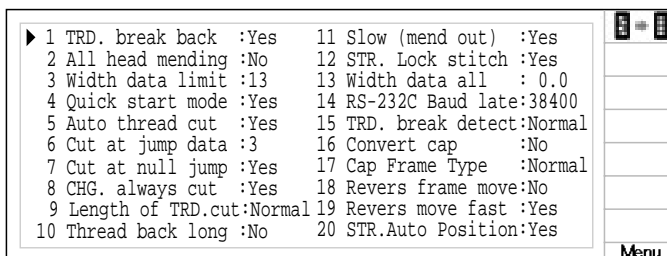 1 TRD. break back :Yes
2 All head mending :No
3 Width data limit :13
4 Quick start mode :Yes
5 Auto thread cut :Yes
6 Cut at jump data :3
7 Cut at null jump :Yes
8 CHG. always cut :Yes
9 Length of TRD.cut:Normal
10 Thread back long :No
11 Slow (mend out) :Yes
12 STR. Lock stitch :Yes
13 Width data all : 0.0
14 RS-232C Baud late:38400
15 TRD. break detect:Normal
16 Convert cap :No
17 Cap Frame Type :Normal
18 Revers frame move:No
19 Revers move fast :Yes
20 STR.Auto Position:Yes
Menu